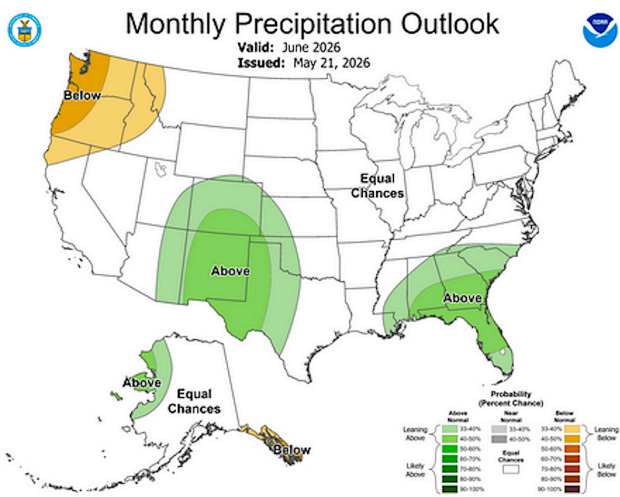 Monthly Precipitation Outlook
NOAA
Valid: June 2026
Issued: May 21, 2026
Below
Equal
Chances
Above
Above
Above
Equal
Chances
Below
Probability
(Percent Chance)
Above Near Below
Normal Normal Normal
Leaning
Above
33-40% 33-40% 33-40%
40-50% 40-50% 40-50%
Leaning
Below
Equal
Chances
Likely
Above
50-60% 50-60%
60-70% 60-70%
70-80% 70-80%
80-90% 80-90%
90-100% 90-100%
Likely
Below